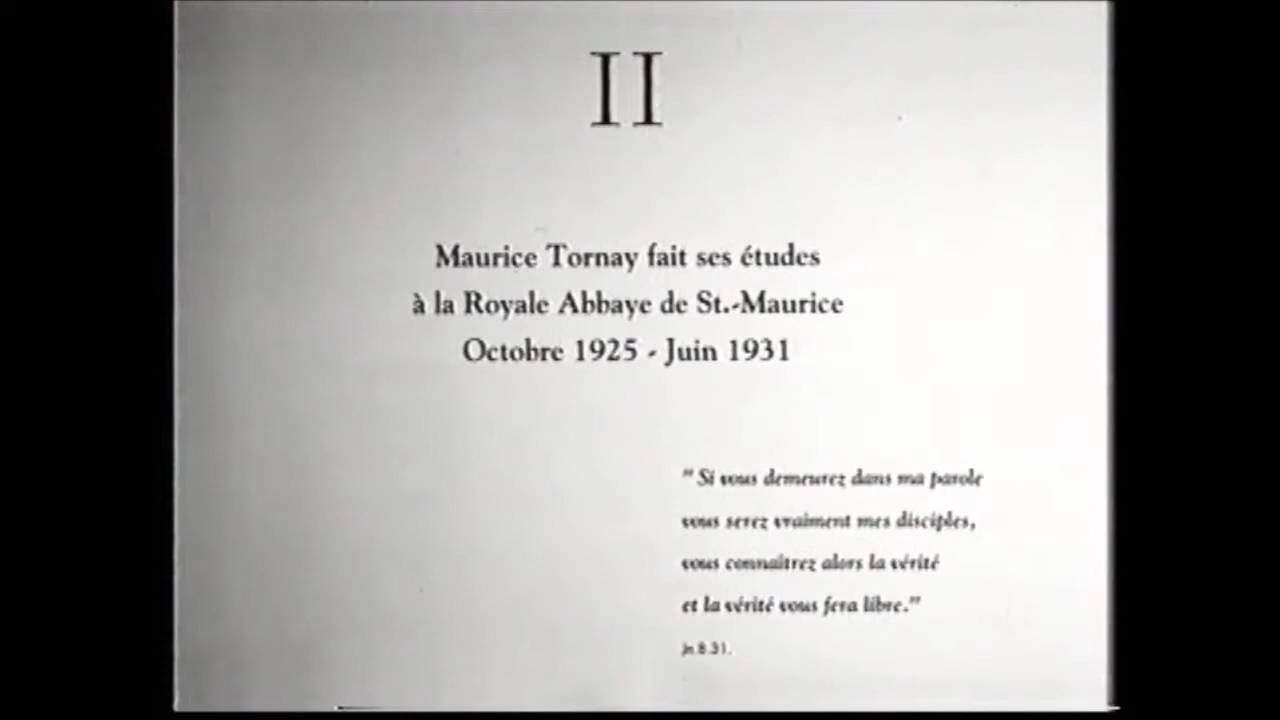 II
Maurice Tornay fait ses études
à la Royale Abbaye de St.-Maurice
Octobre 1925 - Juin 1931
" Si vous demeurez dans ma parole
vous serez vraiment mes disciples,
vous connaîtrez alors la vérité
et la vérité vous fera libre."
Jn.8.31.